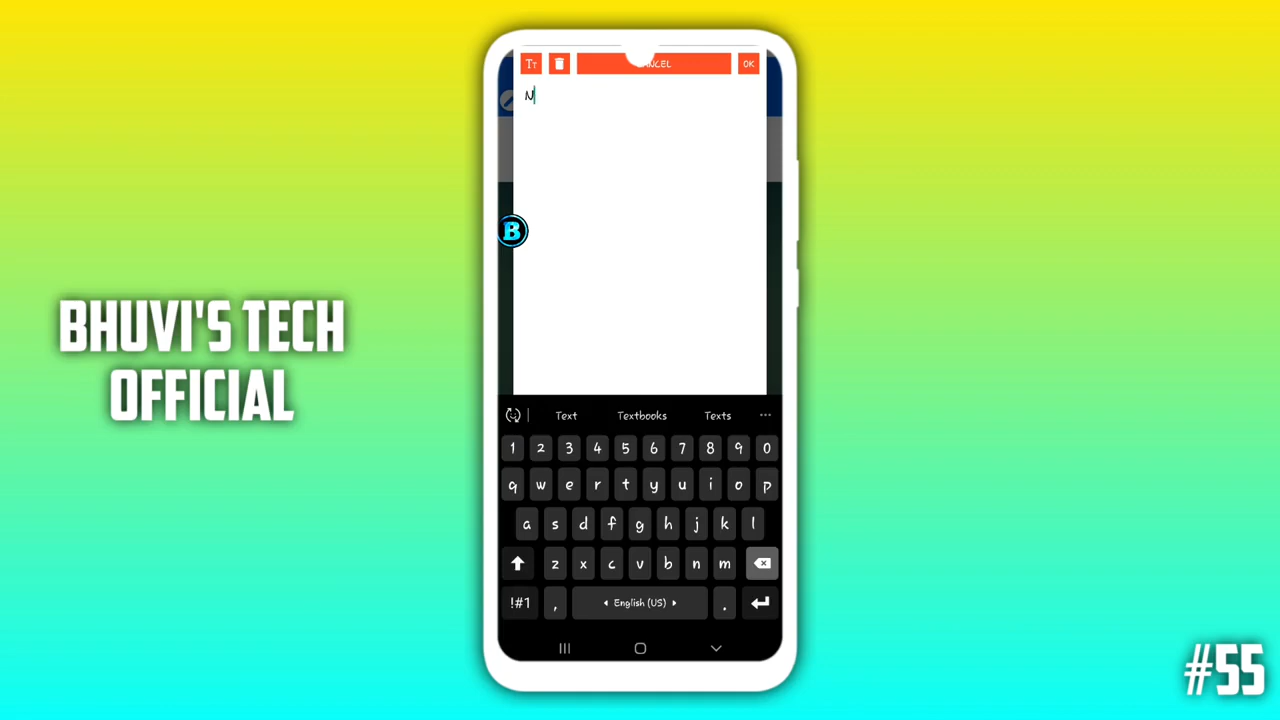 BHUVI'S TECH
OFFICIAL
Tт CANCEL OK
N
B
Text Textbooks Texts ...
1 2 3 4 5 6 7 8 9 0
q w e r t y u i o p
a s d f g h j k l
z x c v b n m
!#1 , ◂ English (US) ▸ .
#55